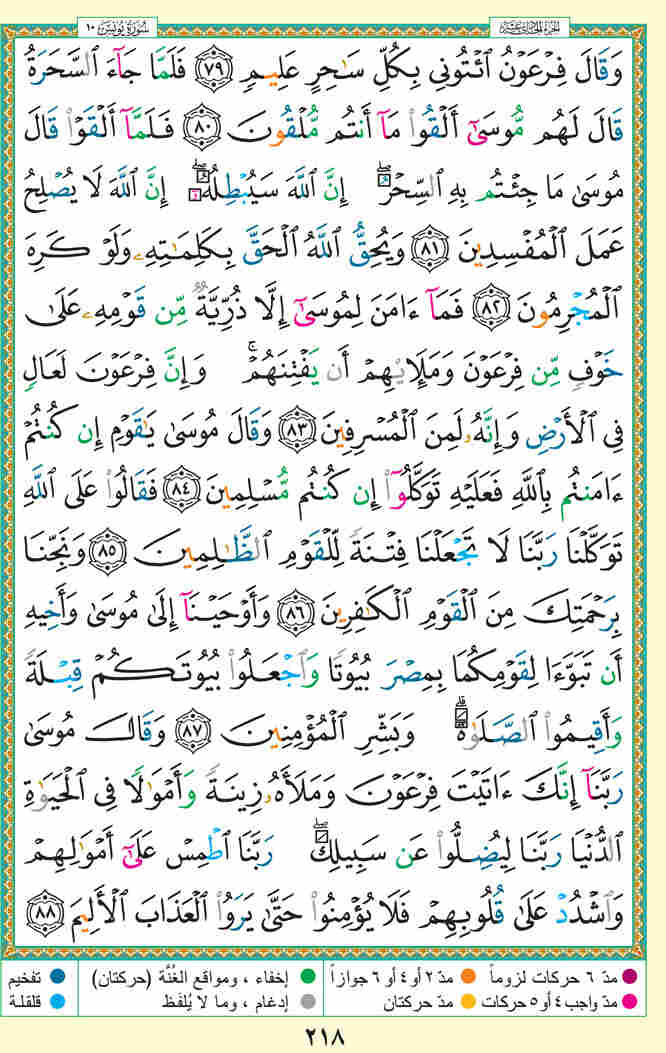 سُورَةُ يُونُسَ ١٠
الجزء الحادي عشر
وَقَالَ فِرْعَوْنُ ٱئْتُونِى بِكُلِّ سَٰحِرٍ عَلِيمٍۢ ٧٩ فَلَمَّا جَآءَ ٱلسَّحَرَةُ
قَالَ لَهُم مُّوسَىٰٓ أَلْقُوا۟ مَآ أَنتُم مُّلْقُونَ ٨٠ فَلَمَّآ أَلْقَوْا۟ قَالَ
مُوسَىٰ مَا جِئْتُم بِهِ ٱلسِّحْرُ ۖ إِنَّ ٱللَّهَ سَيُبْطِلُهُۥٓ ۖ إِنَّ ٱللَّهَ لَا يُصْلِحُ
عَمَلَ ٱلْمُفْسِدِينَ ٨١ وَيُحِقُّ ٱللَّهُ ٱلْحَقَّ بِكَلِمَٰتِهِۦ وَلَوْ كَرِهَ
ٱلْمُجْرِمُونَ ٨٢ فَمَآ ءَامَنَ لِمُوسَىٰٓ إِلَّا ذُرِّيَّةٌ مِّن قَوْمِهِۦ عَلَىٰ
خَوْفٍ مِّن فِرْعَوْنَ وَمَلَإِي۟هِمْ أَن يَفْتِنَهُمْ ۚ وَإِنَّ فِرْعَوْنَ لَعَالٍ
فِى ٱلْأَرْضِ وَإِنَّهُۥ لَمِنَ ٱلْمُسْرِفِينَ ٨٣ وَقَالَ مُوسَىٰ يَٰقَوْمِ إِن كُنتُمْ
ءَامَنتُم بِٱللَّهِ فَعَلَيْهِ تَوَكَّلُوٓا۟ إِن كُنتُم مُّسْلِمِينَ ٨٤ فَقَالُوا۟ عَلَى ٱللَّهِ
تَوَكَّلْنَا رَبَّنَا لَا تَجْعَلْنَا فِتْنَةً لِّلْقَوْمِ ٱلظَّٰلِمِينَ ٨٥ وَنَجِّنَا
بِرَحْمَتِكَ مِنَ ٱلْقَوْمِ ٱلْكَٰفِرِينَ ٨٦ وَأَوْحَيْنَآ إِلَىٰ مُوسَىٰ وَأَخِيهِ
أَن تَبَوَّءَا لِقَوْمِكُمَا بِمِصْرَ بُيُوتًا وَٱجْعَلُوا۟ بُيُوتَكُمْ قِبْلَةً
وَأَقِيمُوا۟ ٱلصَّلَوٰةَ ۗ وَبَشِّرِ ٱلْمُؤْمِنِينَ ٨٧ وَقَالَ مُوسَىٰ
رَبَّنَآ إِنَّكَ ءَاتَيْتَ فِرْعَوْنَ وَمَلَأَهُۥ زِينَةً وَأَمْوَٰلًا فِى ٱلْحَيَوٰةِ
ٱلدُّنْيَا رَبَّنَا لِيُضِلُّوا۟ عَن سَبِيلِكَ ۖ رَبَّنَا ٱطْمِسْ عَلَىٰٓ أَمْوَٰلِهِمْ
وَٱشْدُدْ عَلَىٰ قُلُوبِهِمْ فَلَا يُؤْمِنُوا۟ حَتَّىٰ يَرَوُا۟ ٱلْعَذَابَ ٱلْأَلِيمَ ٨٨
مدّ ٦ حركات لزوماً مدّ ٢ أو ٤ أو ٦ جوازاً إخفاء ، ومواقع الغُنَّة (حركتان) تفخيم
مدّ واجب ٤ أو ٥ حركات مدّ حركتان إدغام ، وما لا يُلفَظ قلقلة
٢١٨